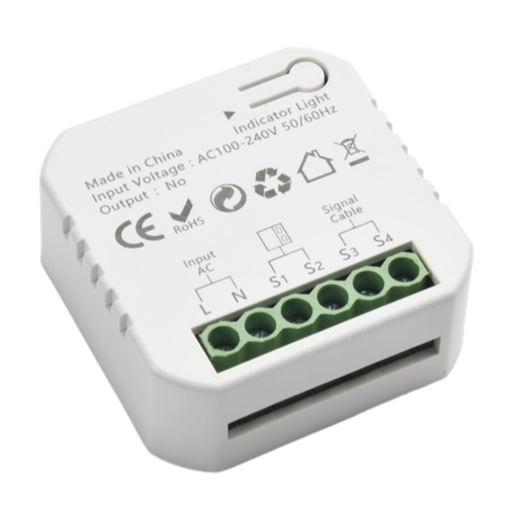 Indicator Light
Made in China
Input Voltage : AC100-240V 50/60Hz
Output : No
CE
RoHS
Input
AC
L
N
S1
S2
Signal
Cable
S3
S4